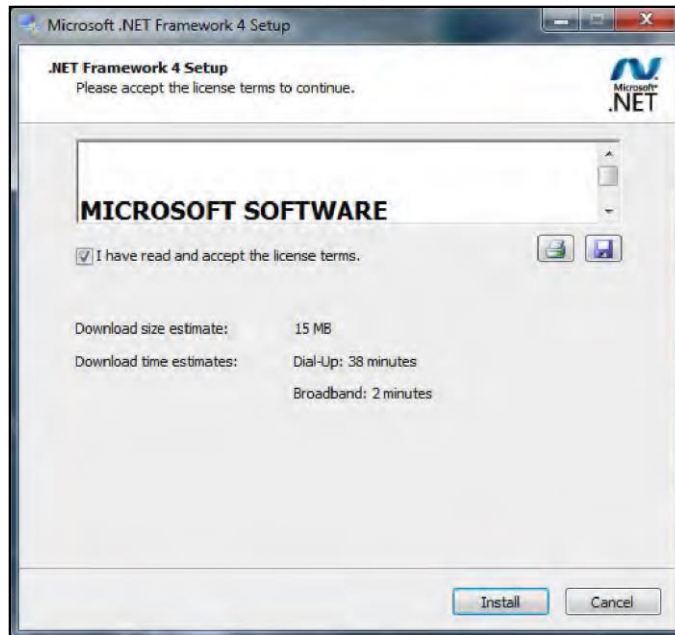 Microsoft .NET Framework 4 Setup
.NET Framework 4 Setup
Please accept the license terms to continue.
Microsoft®
.NET
MICROSOFT SOFTWARE
I have read and accept the license terms.
Download size estimate: 15 MB
Download time estimates: Dial-Up: 38 minutes
Broadband: 2 minutes
Install Cancel